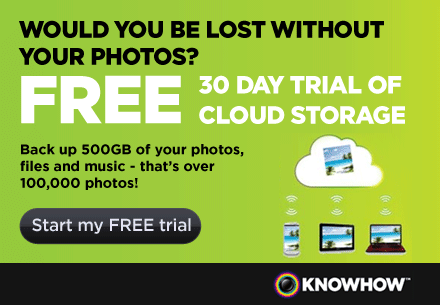 WOULD YOU BE LOST WITHOUT
YOUR PHOTOS?
FREE
30 DAY TRIAL OF
CLOUD STORAGE
Back up 500GB of your photos,
files and music - that's over
100,000 photos!
Start my FREE trial
KNOWHOW™